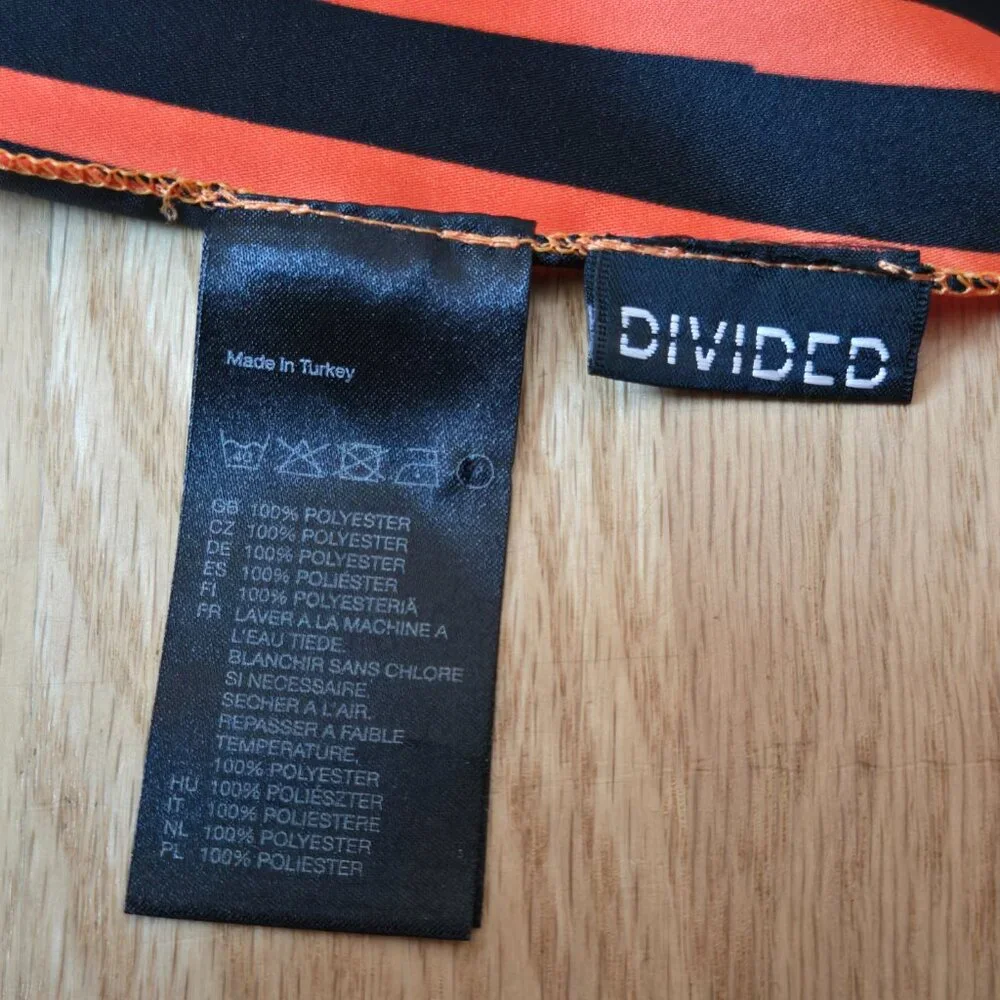 DIVIDED
Made In Turkey
GB 100% POLYESTER
CZ 100% POLYESTER
DE 100% POLYESTER
ES 100% POLIÉSTER
FI 100% POLYESTERIÄ
FR LAVER A LA MACHINE A
L'EAU TIEDE.
BLANCHIR SANS CHLORE
SI NECESSAIRE.
SECHER A L'AIR.
REPASSER A FAIBLE
TEMPERATURE.
100% POLYESTER
HU 100% POLIÉSZTER
IT 100% POLIESTERE
NL 100% POLYESTER
PL 100% POLIESTER